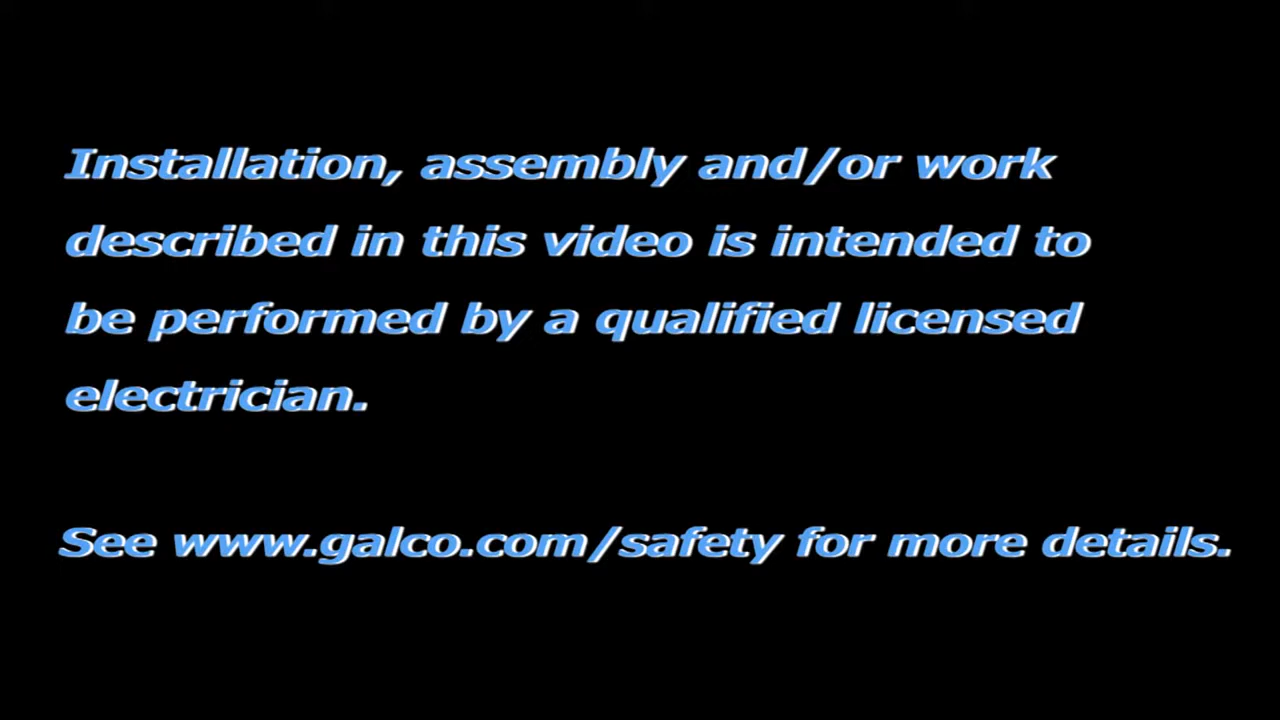 Installation, assembly and/or work
described in this video is intended to
be performed by a qualified licensed
electrician.
See www.galco.com/safety for more details.